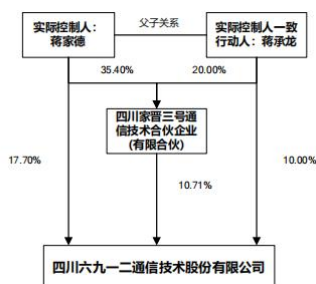 实际控制人：
蒋家德
父子关系
实际控制人一致
行动人：蒋承龙
35.40%
20.00%
四川家晋三号通
信技术合伙企业
(有限合伙)
17.70%
10.71%
10.00%
四川六九一二通信技术股份有限公司